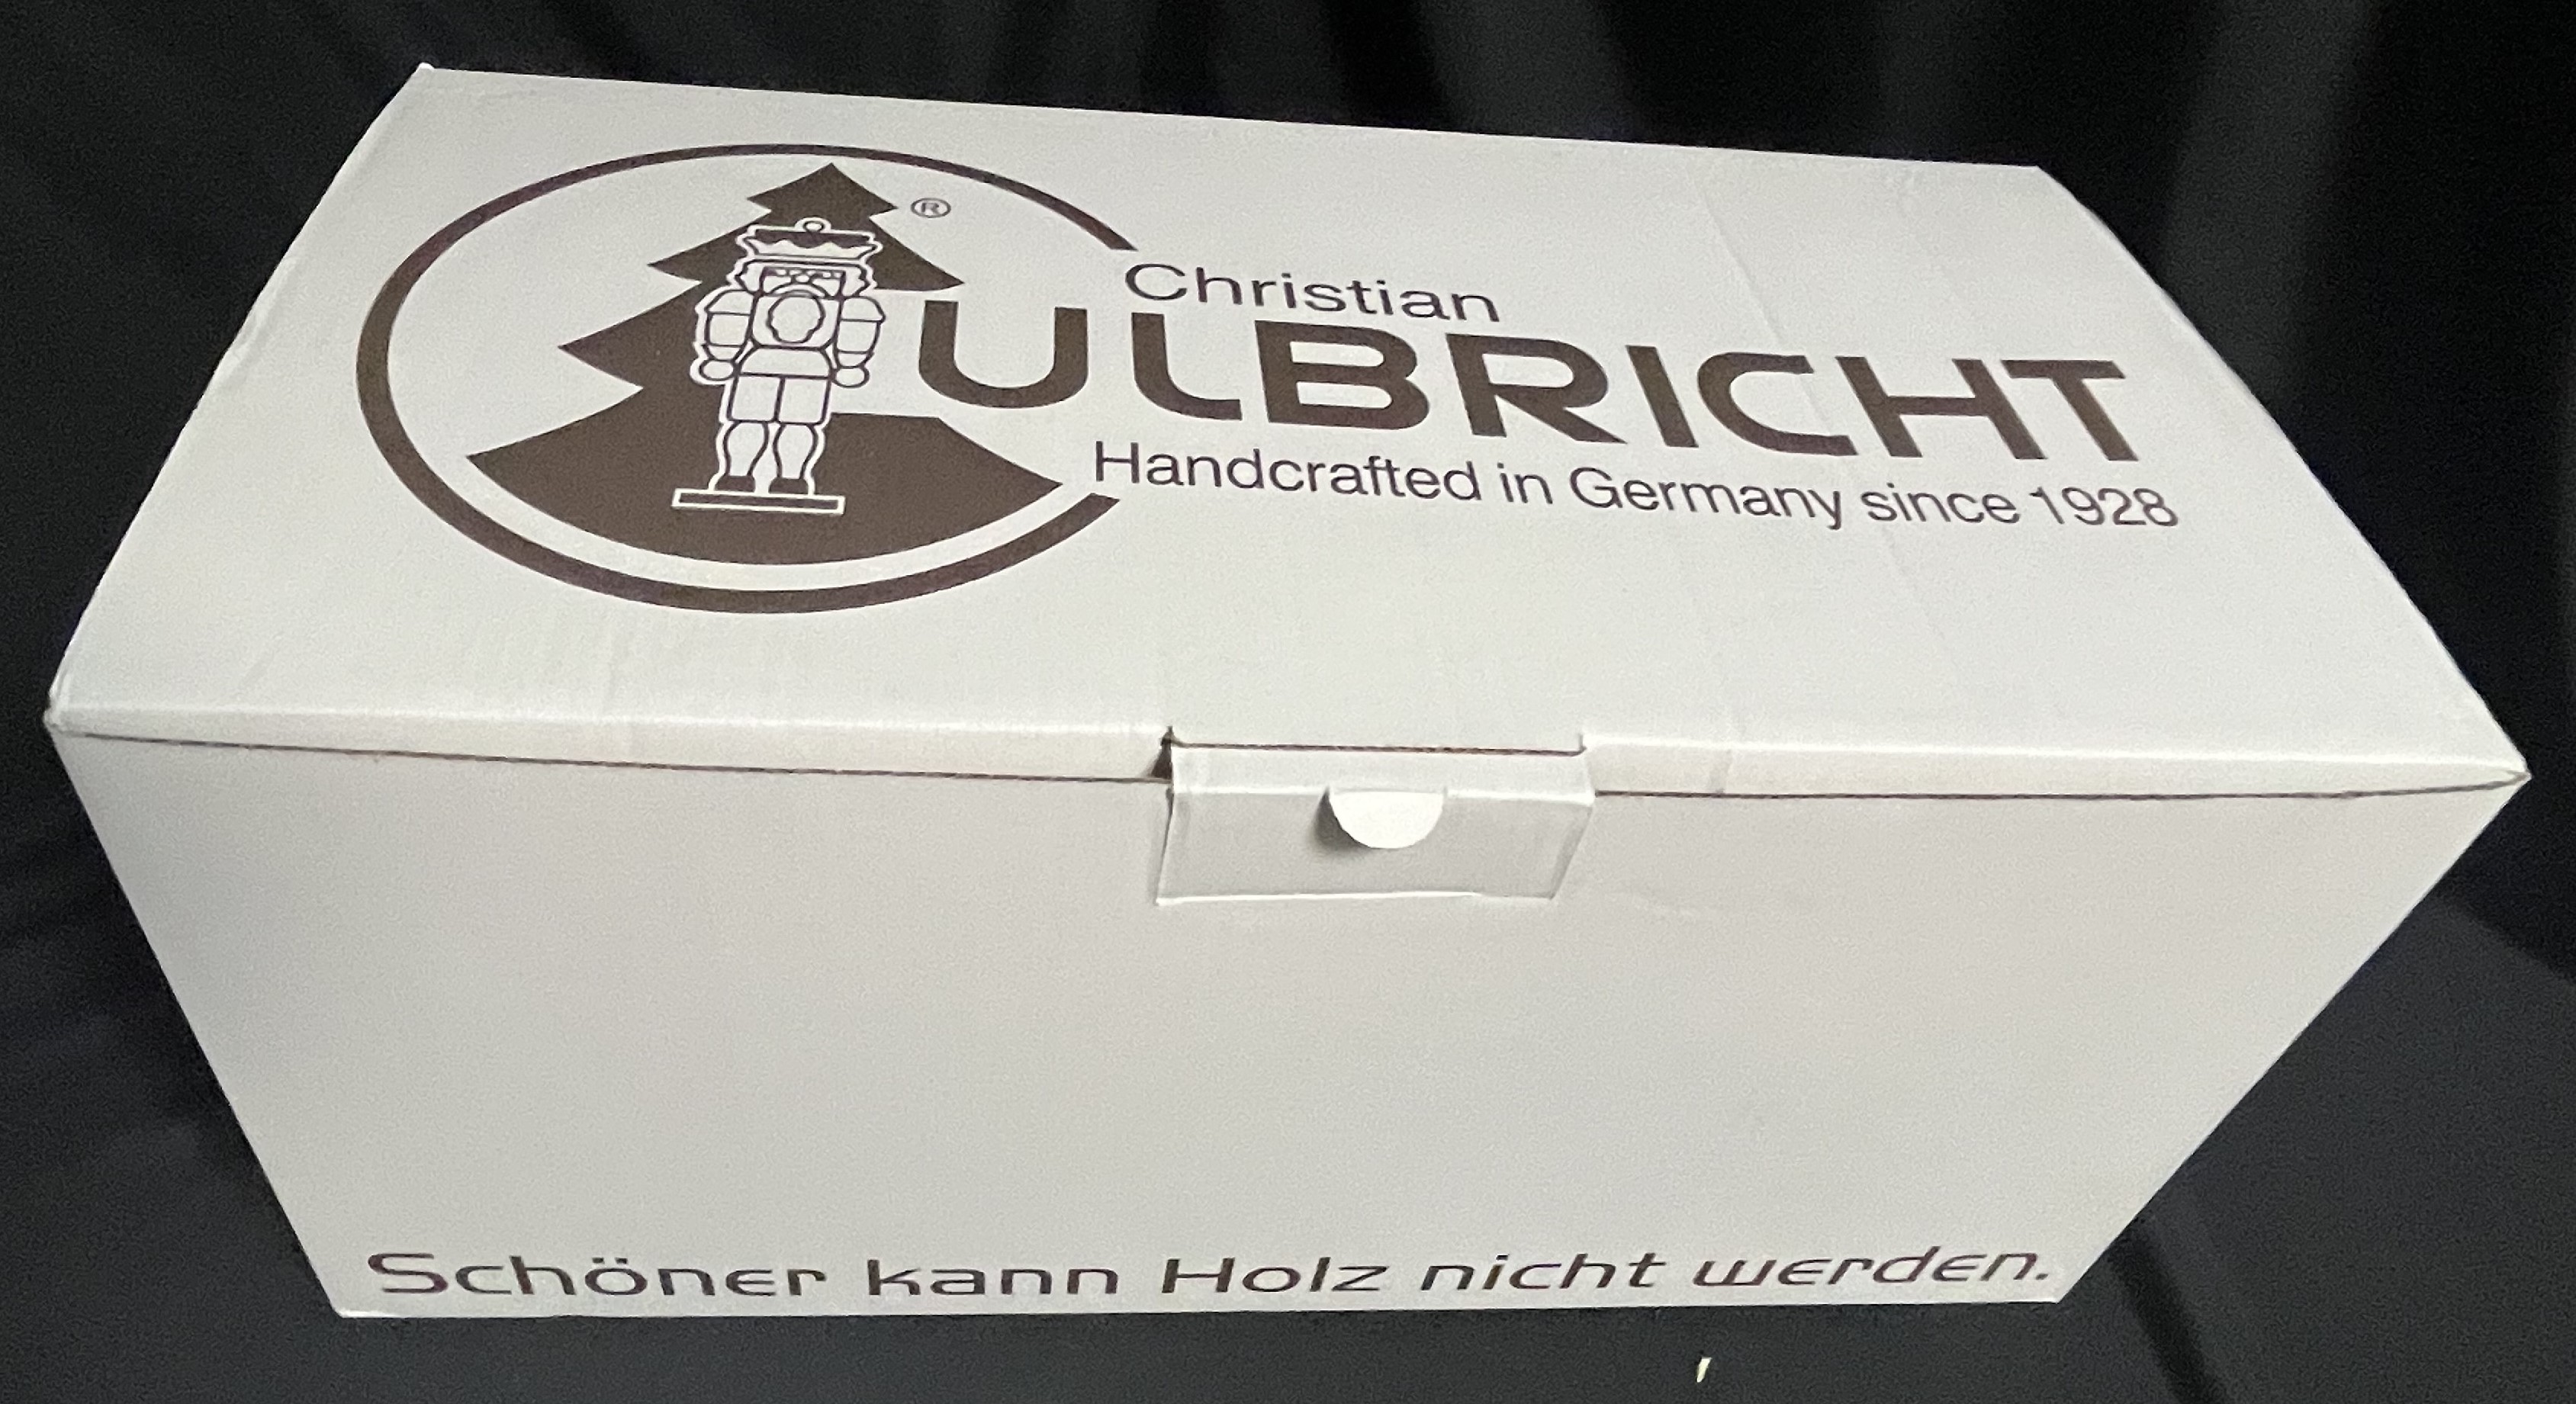 ®
Christian
ULBRICHT
Handcrafted in Germany since 1928
Schöner kann Holz nicht werden.